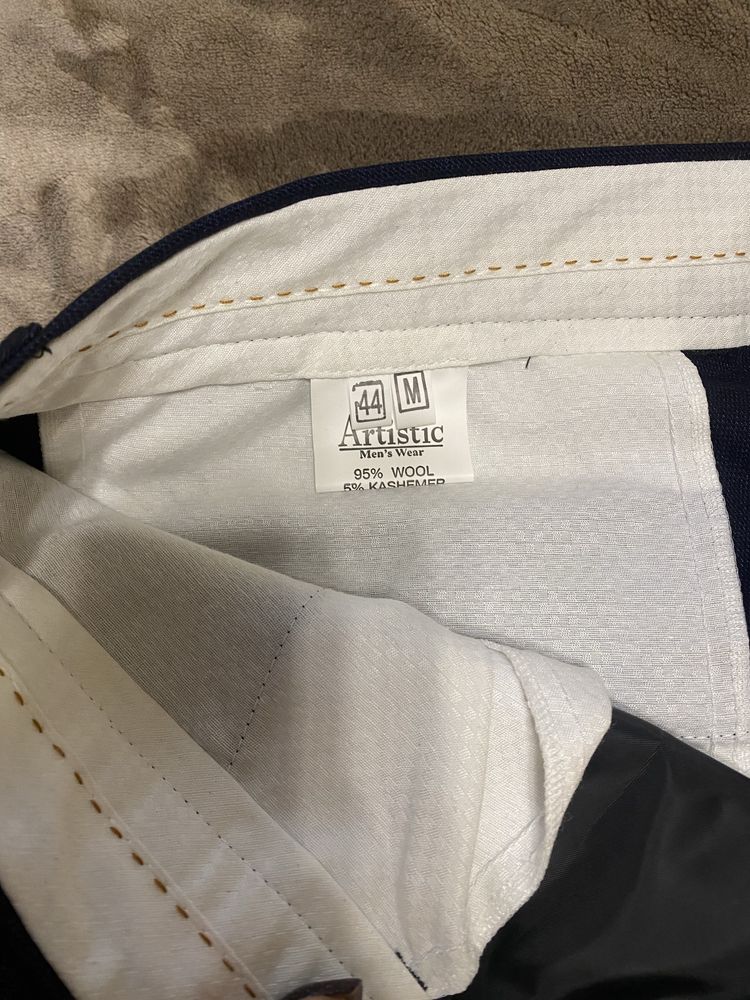 44 M
Artistic
Men's Wear
95% WOOL
5% KASHEMER